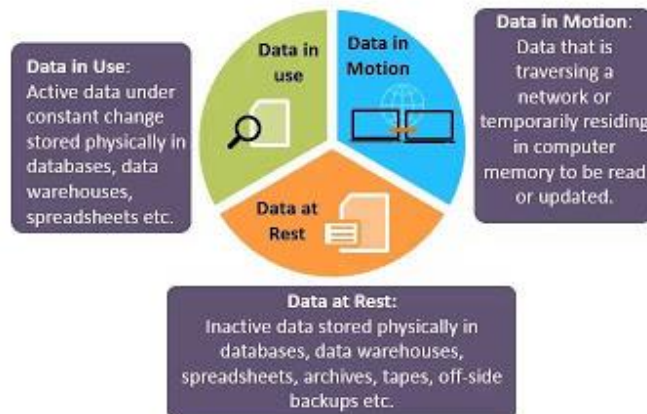 Data in Use:
Active data under
constant change
stored physically in
databases, data
warehouses,
spreadsheets etc.
Data in
use
Data in
Motion
Data at
Rest
Data in Motion:
Data that is
traversing a
network or
temporarily residing
in computer
memory to be read
or updated.
Data at Rest:
Inactive data stored physically in
databases, data warehouses,
spreadsheets, archives, tapes, off-side
backups etc.